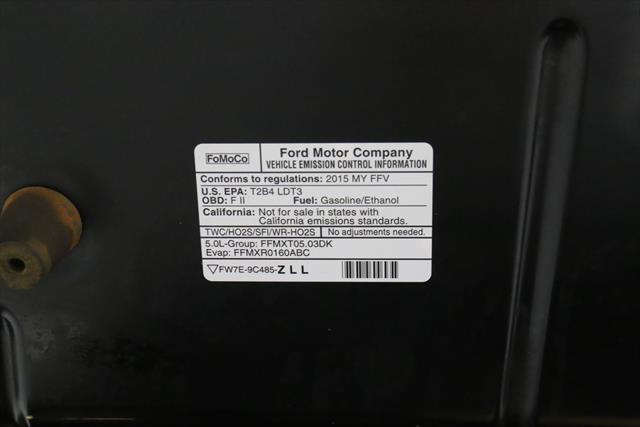 FoMoCo
Ford Motor Company
VEHICLE EMISSION CONTROL INFORMATION
Conforms to regulations: 2015 MY FFV
U.S. EPA: T2B4 LDT3
OBD: F II Fuel: Gasoline/Ethanol
California: Not for sale in states with
California emissions standards.
TWC/HO2S/SFI/WR-HO2S No adjustments needed.
5.0L-Group: FFMXT05.03DK
Evap: FFMXR0160ABC
FW7E-9C485-ZLL